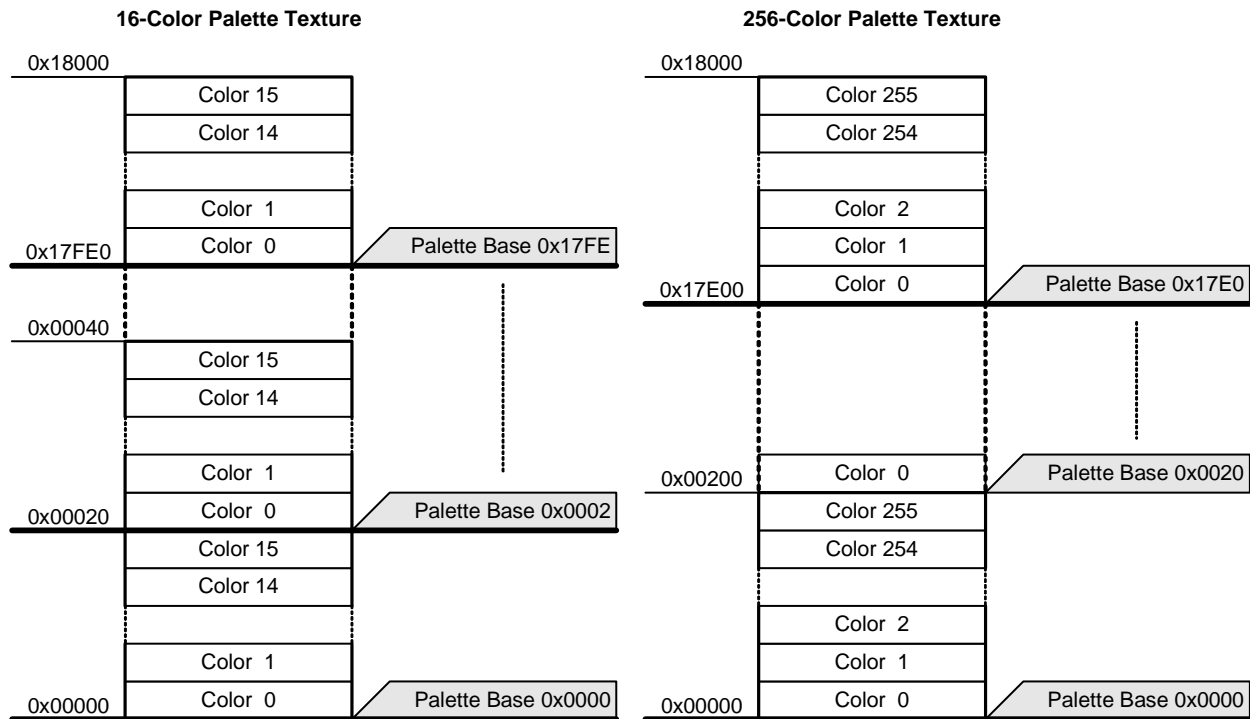 16-Color Palette Texture
0x18000
Color 15
Color 14
Color 1
Color 0
0x17FE0
Palette Base 0x17FE
0x00040
Color 15
Color 14
Color 1
Color 0
0x00020
Palette Base 0x0002
Color 15
Color 14
Color 1
Color 0
0x00000
Palette Base 0x0000
256-Color Palette Texture
0x18000
Color 255
Color 254
Color 2
Color 1
Color 0
0x17E00
Palette Base 0x17E0
Color 0
0x00200
Palette Base 0x0020
Color 255
Color 254
Color 2
Color 1
Color 0
0x00000
Palette Base 0x0000